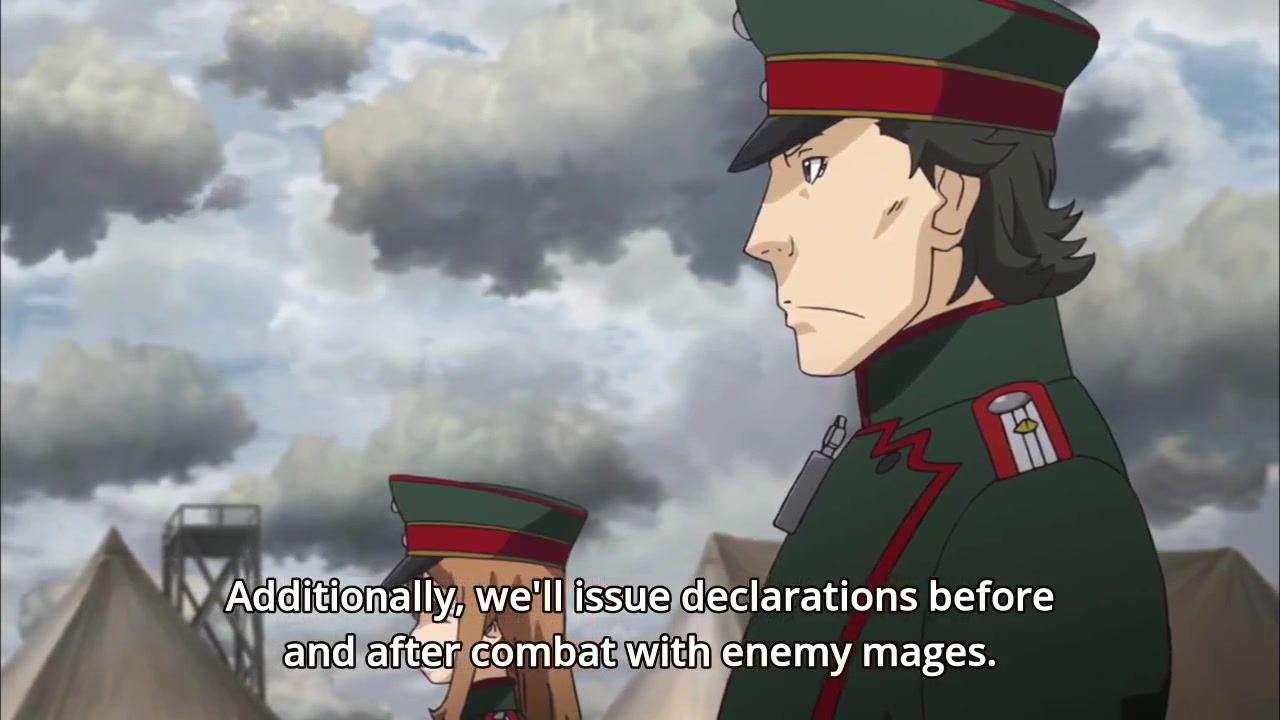 Additionally, we'll issue declarations before
and after combat with enemy mages.